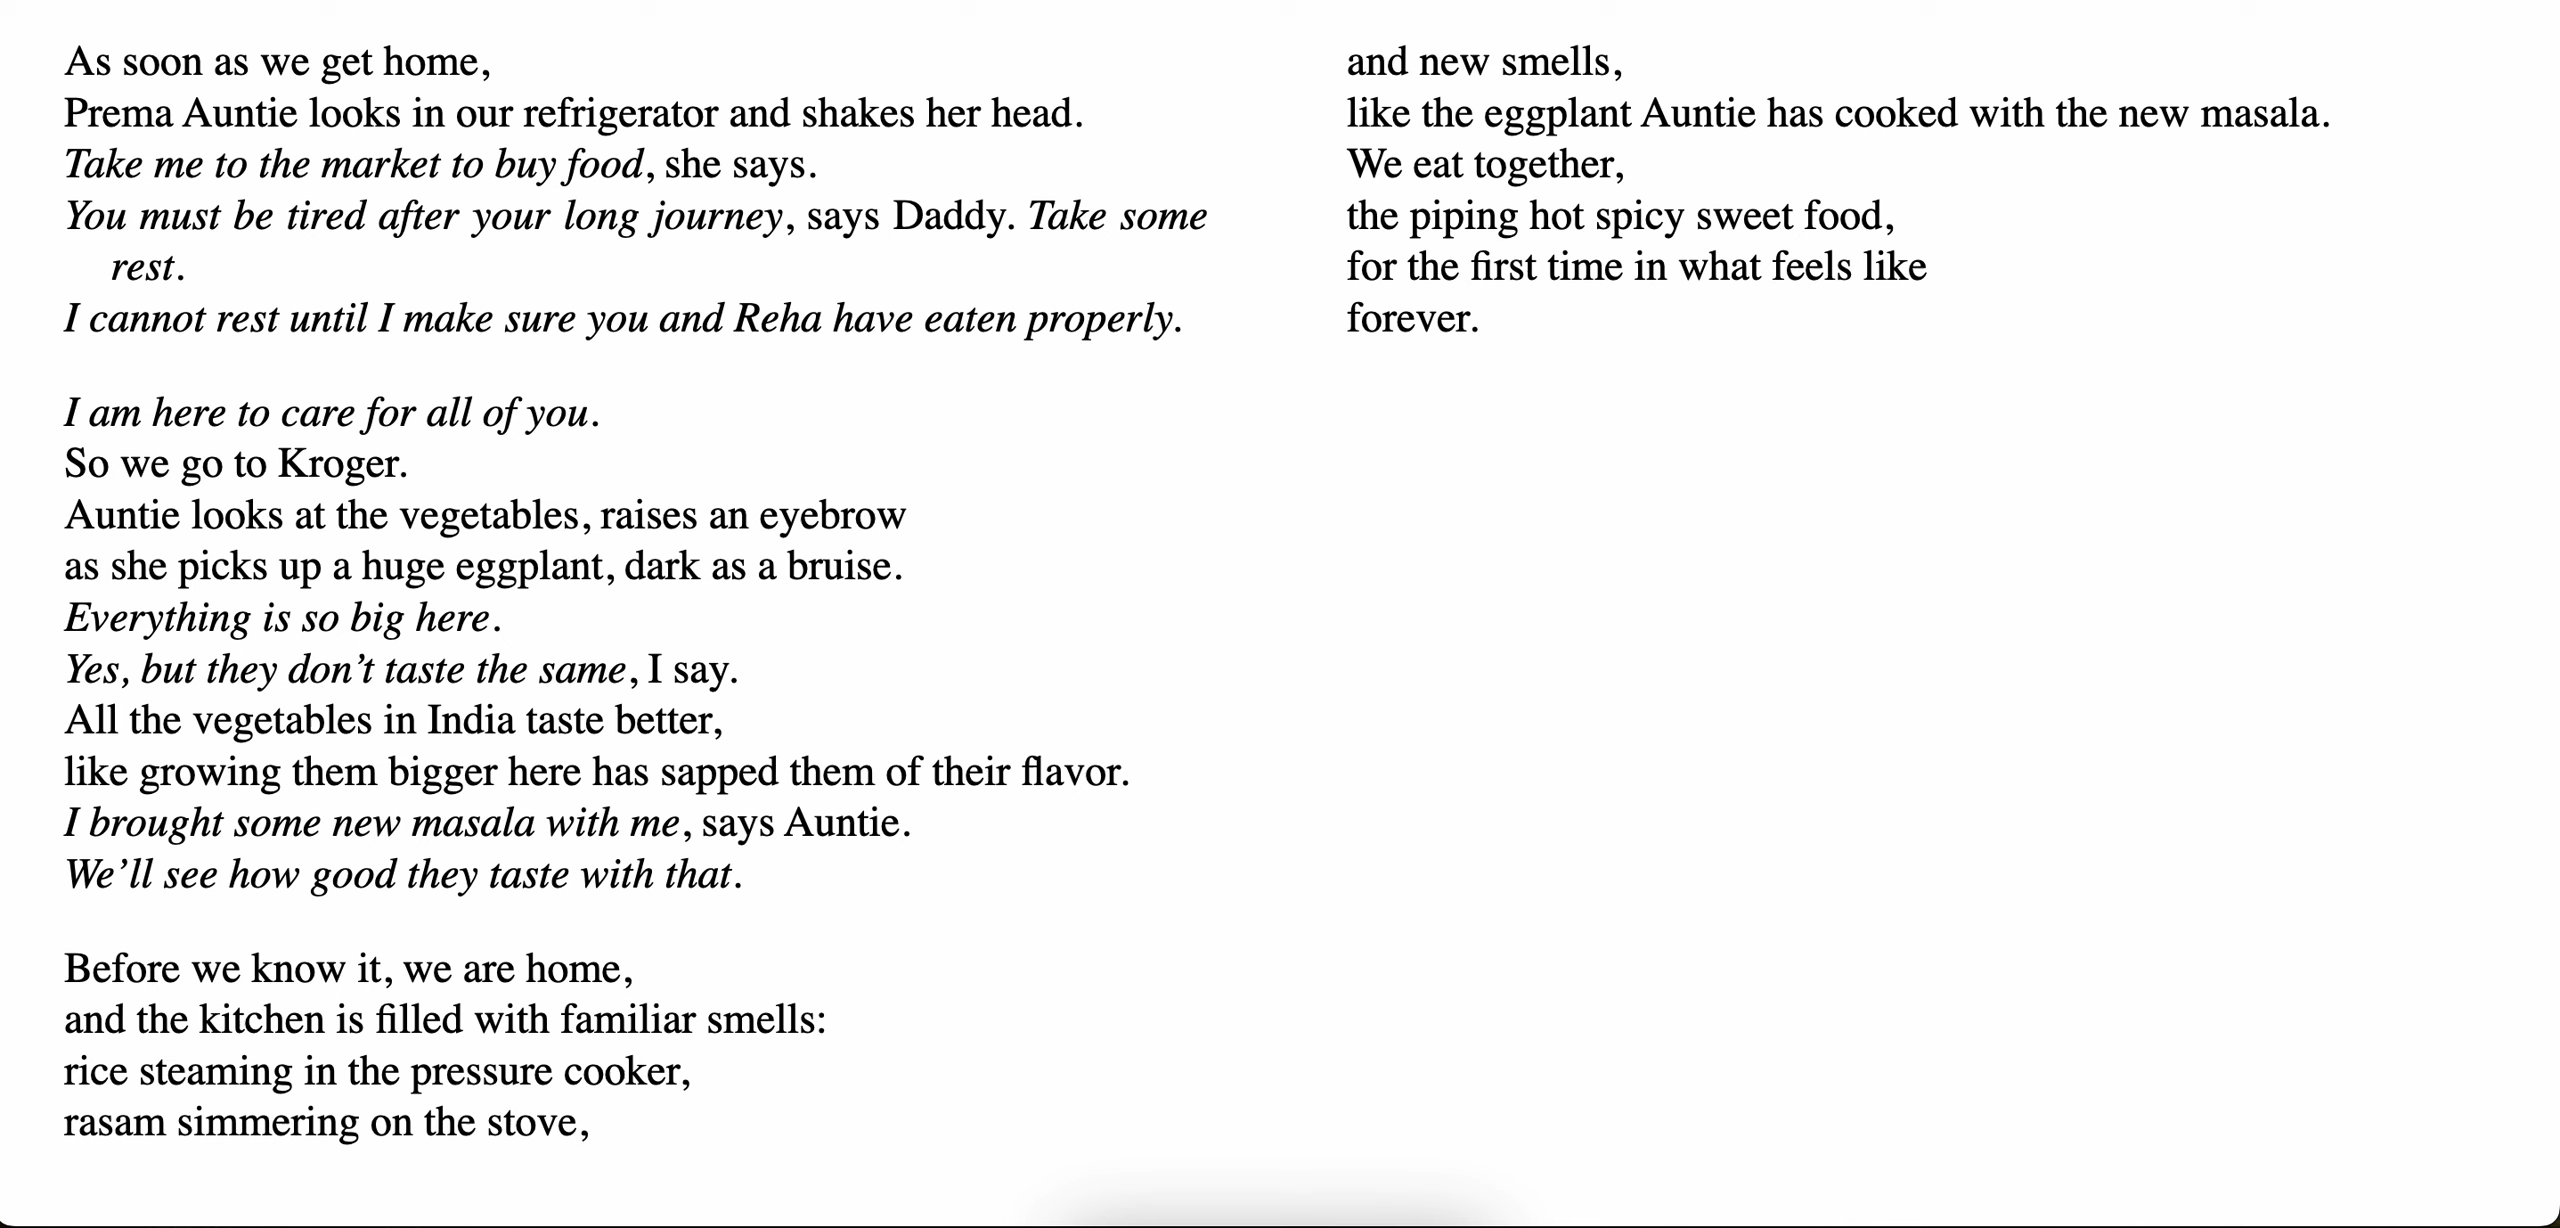 As soon as we get home,
Prema Auntie looks in our refrigerator and shakes her head.
Take me to the market to buy food, she says.
You must be tired after your long journey, says Daddy. Take some
rest.
I cannot rest until I make sure you and Reha have eaten properly.
I am here to care for all of you.
So we go to Kroger.
Auntie looks at the vegetables, raises an eyebrow
as she picks up a huge eggplant, dark as a bruise.
Everything is so big here.
Yes, but they don’t taste the same, I say.
All the vegetables in India taste better,
like growing them bigger here has sapped them of their flavor.
I brought some new masala with me, says Auntie.
We’ll see how good they taste with that.
Before we know it, we are home,
and the kitchen is filled with familiar smells:
rice steaming in the pressure cooker,
rasam simmering on the stove,
and new smells,
like the eggplant Auntie has cooked with the new masala.
We eat together,
the piping hot spicy sweet food,
for the first time in what feels like
forever.